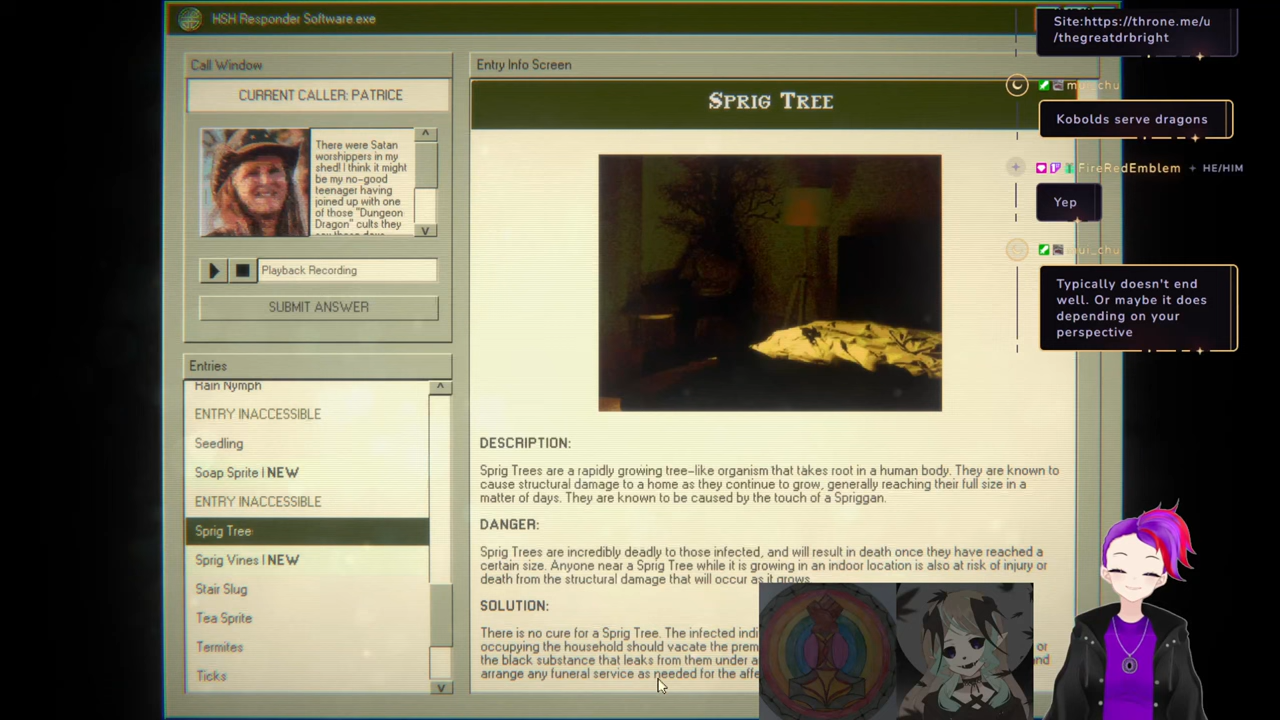 HSH Responder Software.exe
Call Window
CURRENT CALLER: PATRICE
There were Satan
worshippers in my
shed! I think it might
be my no-good
teenager having
joined up with one
of those "Dungeon
Dragon" cults they
say these days
Playback Recording
SUBMIT ANSWER
Entries
Rain Nymph
ENTRY INACCESSIBLE
Seedling
Soap Sprite | NEW
ENTRY INACCESSIBLE
Sprig Tree
Sprig Vines | NEW
Stair Slug
Tea Sprite
Termites
Ticks
Entry Info Screen
SPRIG TREE
DESCRIPTION:
Sprig Trees are a rapidly growing tree-like organism that takes root in a human body. They are known to
cause structural damage to a home as they continue to grow, generally reaching their full size in a
matter of days. They are known to be caused by the touch of a Spriggan.
DANGER:
Sprig Trees are incredibly deadly to those infected, and will result in death once they have reached a
certain size. Anyone near a Sprig Tree while it is growing in an indoor location is also at risk of injury or
death from the structural damage that will occur as it grows.
SOLUTION:
There is no cure for a Sprig Tree. The infected indi
occupying the household should vacate the prem or
the black substance that leaks from them under a and
arrange any funeral service as needed for the affe
Site:https://throne.me/u
/thegreatdrbright
mui_chu
Kobolds serve dragons
FireRedEmblem + HE/HIM
Yep
mui_chu
Typically doesn't end
well. Or maybe it does
depending on your
perspective